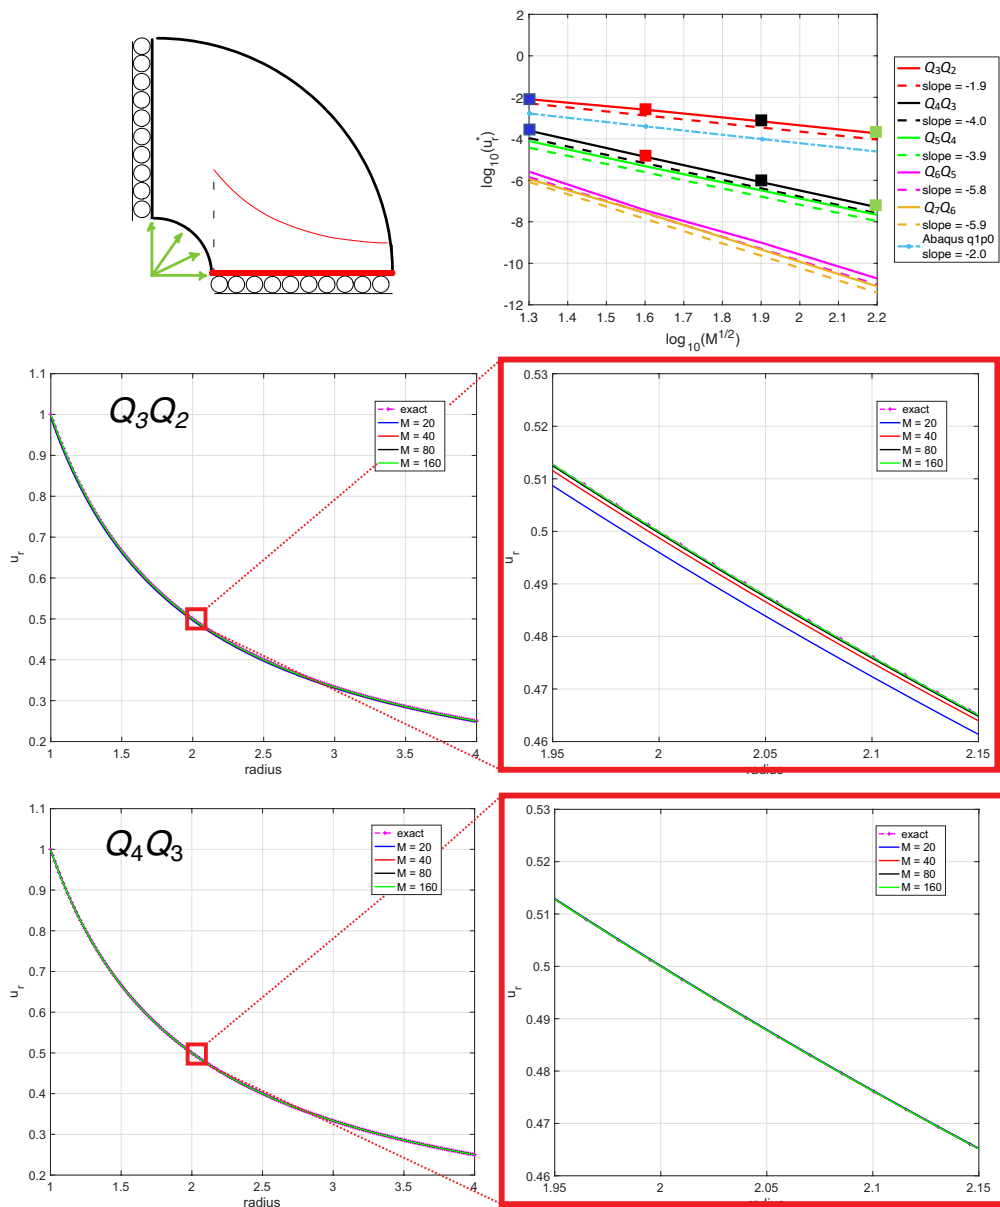 2
0
-2
-4
-6
-8
-10
-12
1.3 1.4 1.5 1.6 1.7 1.8 1.9 2 2.1 2.2
log10(M1/2)
log10(ur*)
Q3Q2
slope = -1.9
Q4Q3
slope = -4.0
Q5Q4
slope = -3.9
Q6Q5
slope = -5.8
Q7Q6
slope = -5.9
Abaqus q1p0
slope = -2.0
1.1
1
0.9
0.8
0.7
0.6
0.5
0.4
0.3
0.2
1 1.5 2 2.5 3 3.5 4
radius
ur
Q3Q2
exact
M = 20
M = 40
M = 80
M = 160
0.53
0.52
0.51
0.5
0.49
0.48
0.47
0.46
1.95 2 2.05 2.1 2.15
radius
ur
exact
M = 20
M = 40
M = 80
M = 160
1.1
1
0.9
0.8
0.7
0.6
0.5
0.4
0.3
0.2
1 1.5 2 2.5 3 3.5 4
radius
ur
Q4Q3
exact
M = 20
M = 40
M = 80
M = 160
0.53
0.52
0.51
0.5
0.49
0.48
0.47
0.46
1.95 2 2.05 2.1 2.15
radius
ur
exact
M = 20
M = 40
M = 80
M = 160